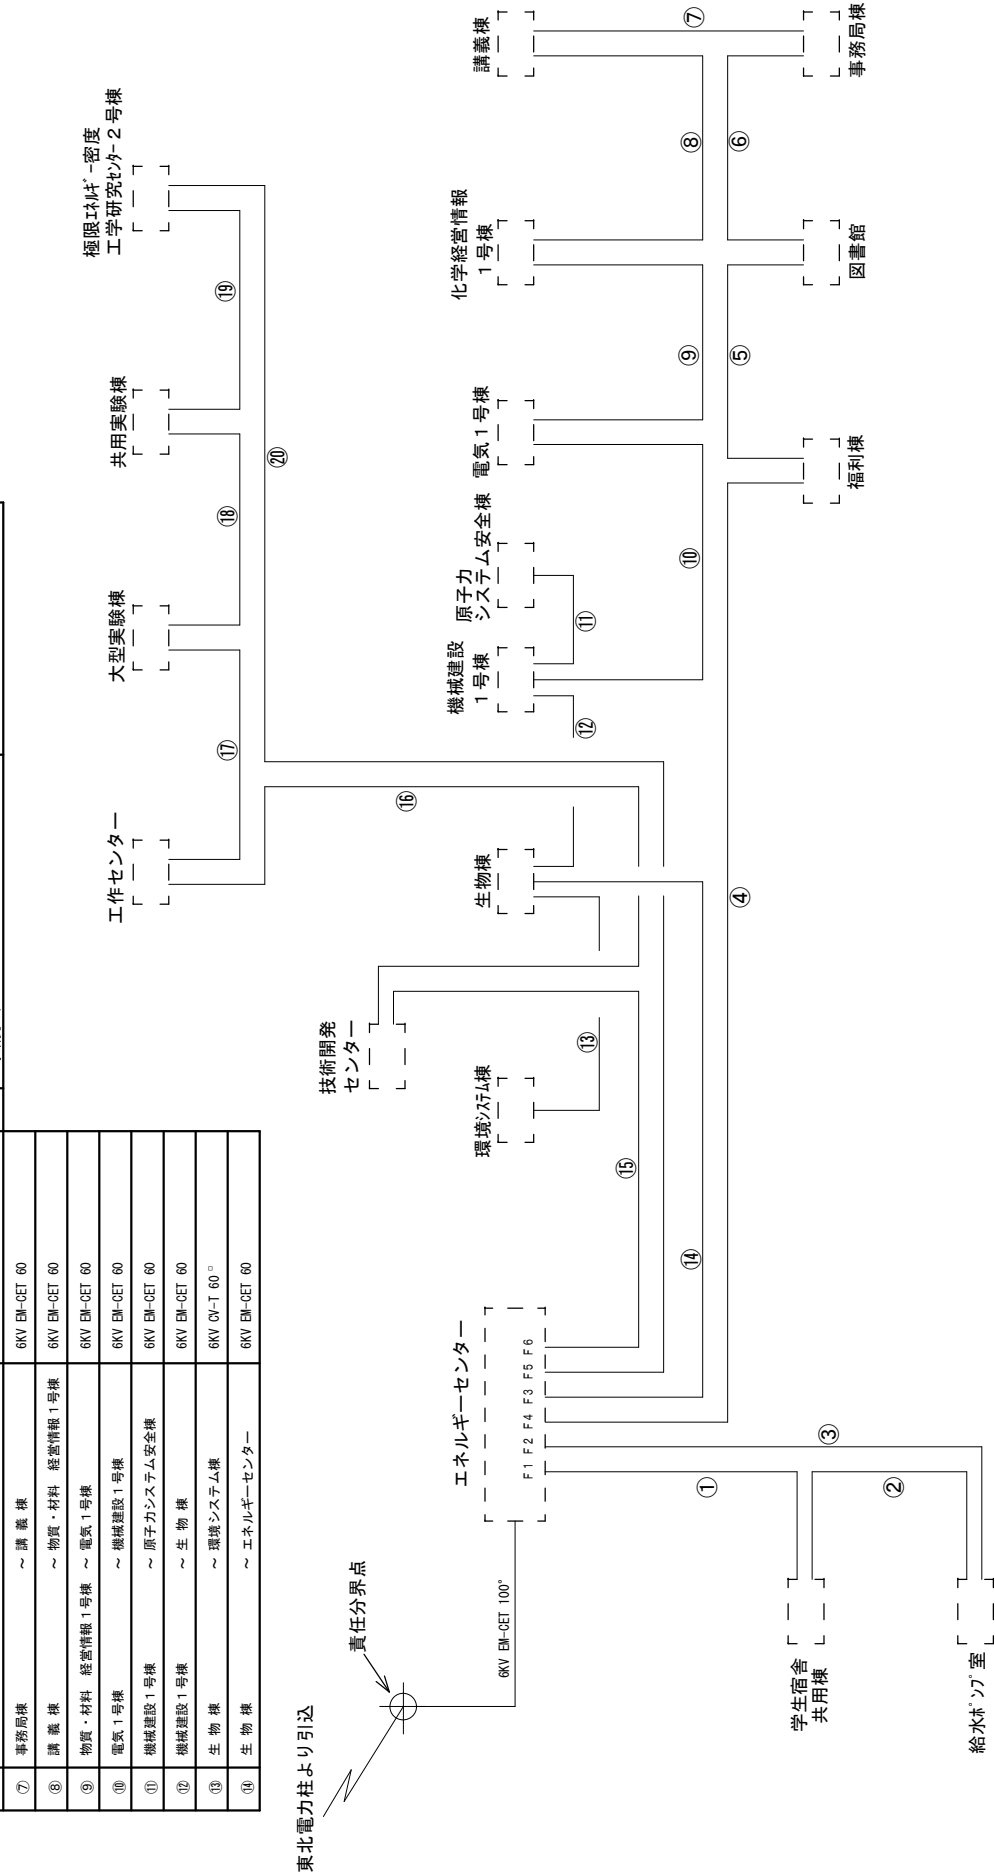 ⑦ 事務局棟 ～ 講 義 棟 6KV EM-CET 60
⑧ 講 義 棟 ～ 物質・材料 経営情報１号棟 6KV EM-CET 60
⑨ 物質・材料 経営情報１号棟 ～ 電気１号棟 6KV EM-CET 60
⑩ 電気１号棟 ～ 機械建設１号棟 6KV EM-CET 60
⑪ 機械建設１号棟 ～ 原子力システム安全棟 6KV EM-CET 60
⑫ 機械建設１号棟 ～ 生 物 棟 6KV EM-CET 60
⑬ 生 物 棟 ～ 環境システム棟 6KV CV-T 60 □
⑭ 生 物 棟 ～ エネルギーセンター 6KV EM-CET 60
東北電力柱より引込
責任分界点
6KV EM-CET 100°
エネルギーセンター
F1 F2 F4 F3 F5 F6
学生宿舎
共用棟
給水ﾎﾟﾝﾌﾟ室
①
②
③
④
⑭
⑮
技術開発
センター
環境ｼｽﾃﾑ棟
⑬
生物棟
⑯
工作センター
⑰
大型実験棟
⑱
共用実験棟
⑲
極限ｴﾈﾙｷﾞｰ密度
工学研究ｾﾝﾀｰ２号棟
⑳
⑫
機械建設
１号棟
⑪
原子力
システム安全棟
⑩
電気１号棟
⑨
化学経営情報
１号棟
⑧
講義棟
⑦
福利棟
⑤
図書館
⑥
事務局棟